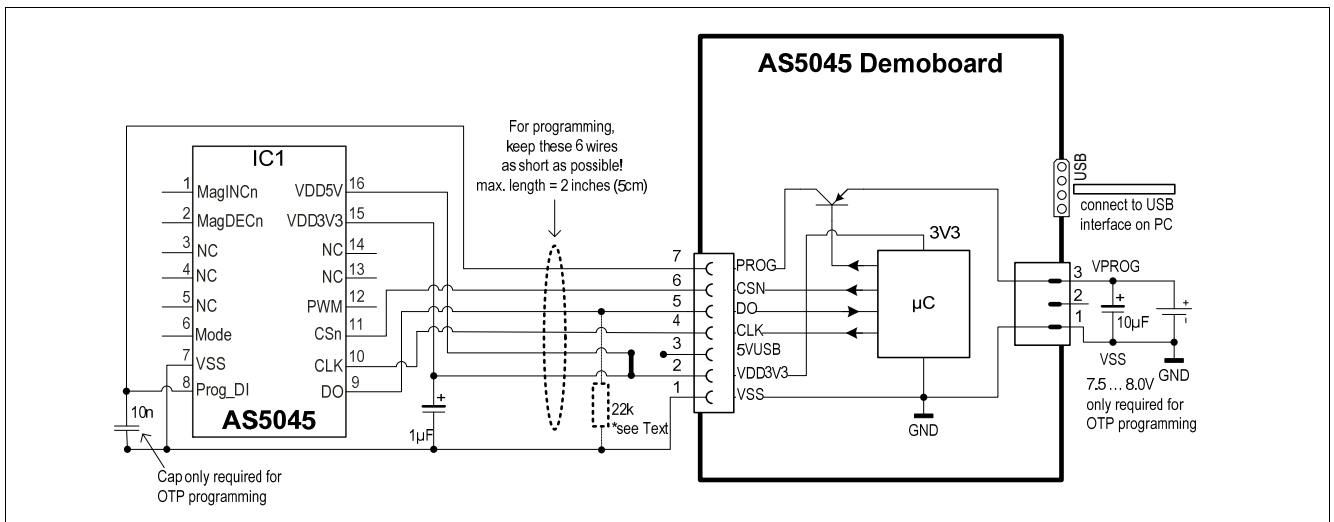 AS5045 Demoboard
For programming,
keep these 6 wires
as short as possible!
max. length = 2 inches (5cm)
IC1
1 MagINCn
2 MagDECn
3 NC
4 NC
5 NC
6 Mode
7 VSS
8 Prog_DI
VDD5V 16
VDD3V3 15
NC 14
NC 13
PWM 12
CSn 11
CLK 10
DO 9
AS5045
10n
Cap only required for
OTP programming
1µF
22k
*see Text
7 PROG
6 CSN
5 DO
4 CLK
3 5VUSB
2 VDD3V3
1 VSS
3V3
µC
GND
USB
connect to USB
interface on PC
3 VPROG
2
1
+
10µF
+
-
VSS
GND
7.5 ... 8.0V
only required for
OTP programming
+